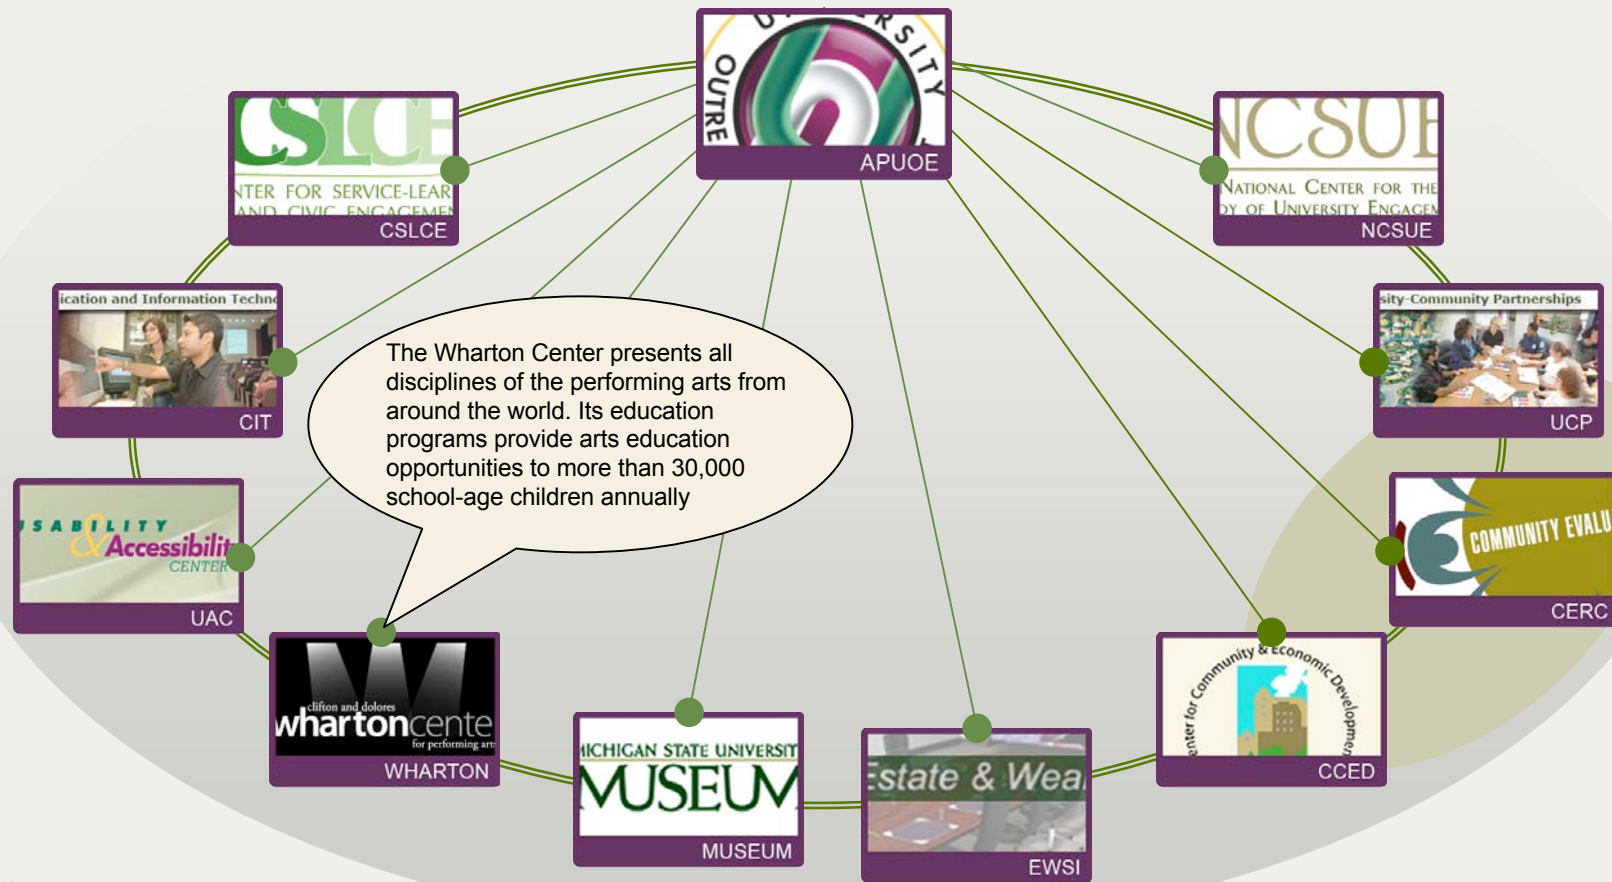 UNIVERSITY
OUTRE
APUOE
CSLCE
NTER FOR SERVICE-LEAR
AND CIVIC ENGAGEMEN
CSLCE
NCSUE
NATIONAL CENTER FOR THE
DY OF UNIVERSITY ENGAGEM
NCSUE
ication and Information Techno
CIT
sity-Community Partnerships
UCP
The Wharton Center presents all
disciplines of the performing arts from
around the world. Its education
programs provide arts education
opportunities to more than 30,000
school-age children annually
USABILITY
& Accessibilit
CENTER
UAC
COMMUNITY EVALU
CERC
clifton and dolores
whartoncente
for performing arts
WHARTON
MICHIGAN STATE UNIVERSIT
MUSEUM
MUSEUM
Estate & Weal
EWSI
enter for Community & Economic Developmen
CCED